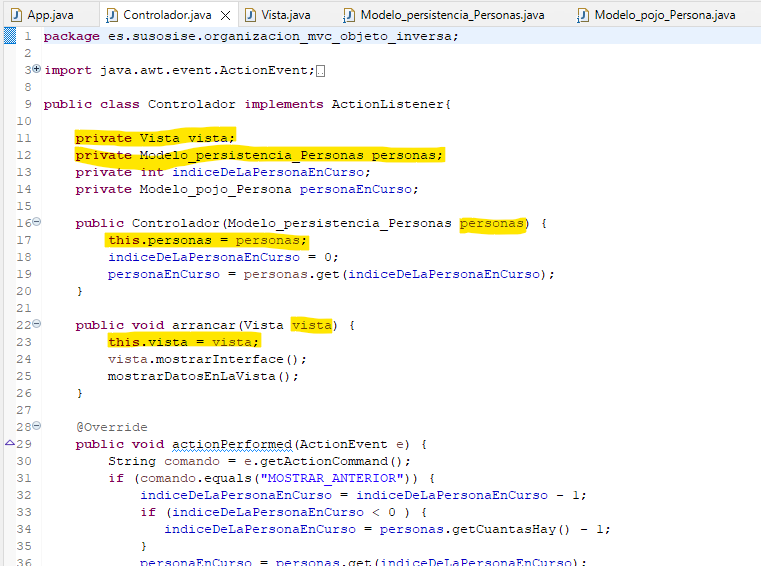 App.java Controlador.java Vista.java Modelo_persistencia_Personas.java Modelo_pojo_Persona.java
1 package es.susosise.organizacion_mvc_objeto_inversa;
2
3 import java.awt.event.ActionEvent;
8
9 public class Controlador implements ActionListener{
10
11 private Vista vista;
12 private Modelo_persistencia_Personas personas;
13 private int indiceDeLaPersonaEnCurso;
14 private Modelo_pojo_Persona personaEnCurso;
15
16 public Controlador(Modelo_persistencia_Personas personas) {
17 this.personas = personas;
18 indiceDeLaPersonaEnCurso = 0;
19 personaEnCurso = personas.get(indiceDeLaPersonaEnCurso);
20 }
21
22 public void arrancar(Vista vista) {
23 this.vista = vista;
24 vista.mostrarInterface();
25 mostrarDatosEnLaVista();
26 }
27
28 @Override
29 public void actionPerformed(ActionEvent e) {
30 String comando = e.getActionCommand();
31 if (comando.equals("MOSTRAR_ANTERIOR")) {
32 indiceDeLaPersonaEnCurso = indiceDeLaPersonaEnCurso - 1;
33 if (indiceDeLaPersonaEnCurso < 0 ) {
34 indiceDeLaPersonaEnCurso = personas.getCuantasHay() - 1;
35 }
36 personaEnCurso = personas.get(indiceDeLaPersonaEnCurso);